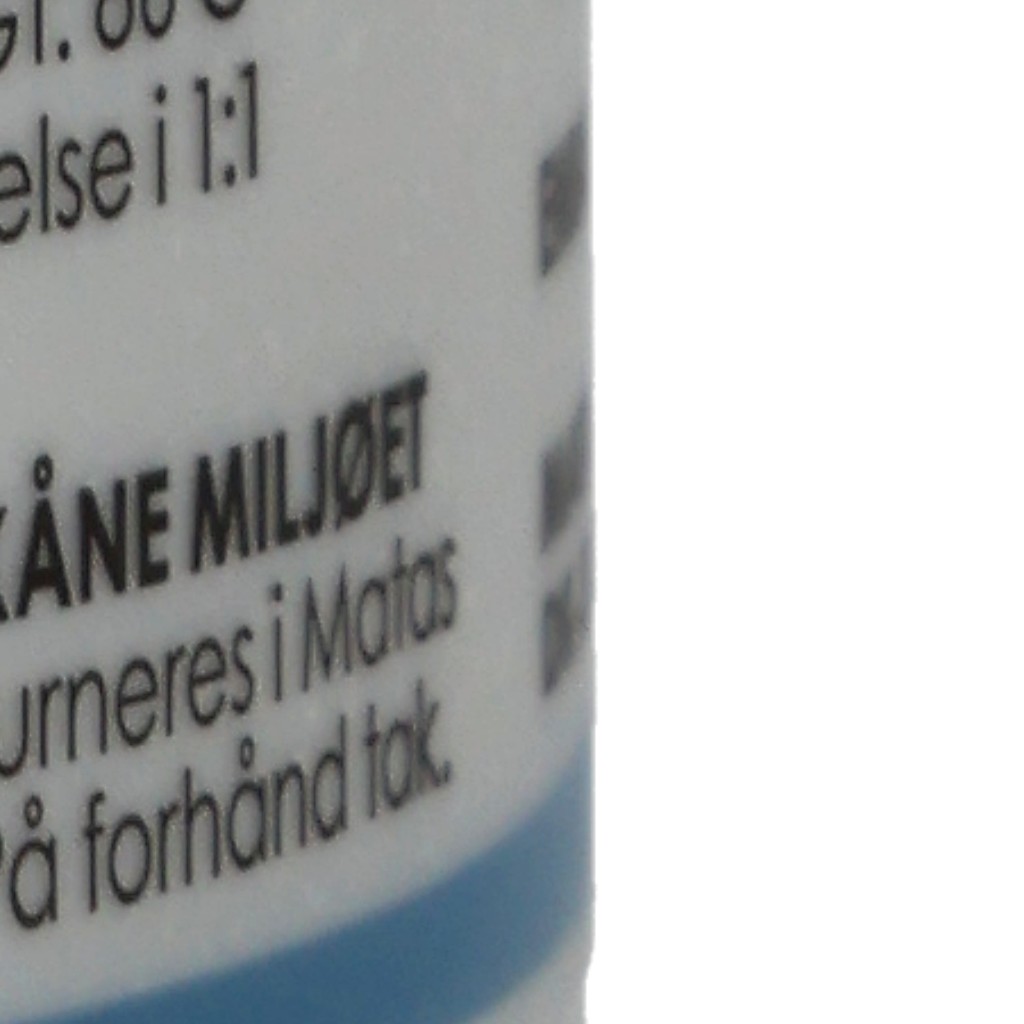 else i 1:1
KÅNE MILJØET
urneres i Matas
På forhånd tak.